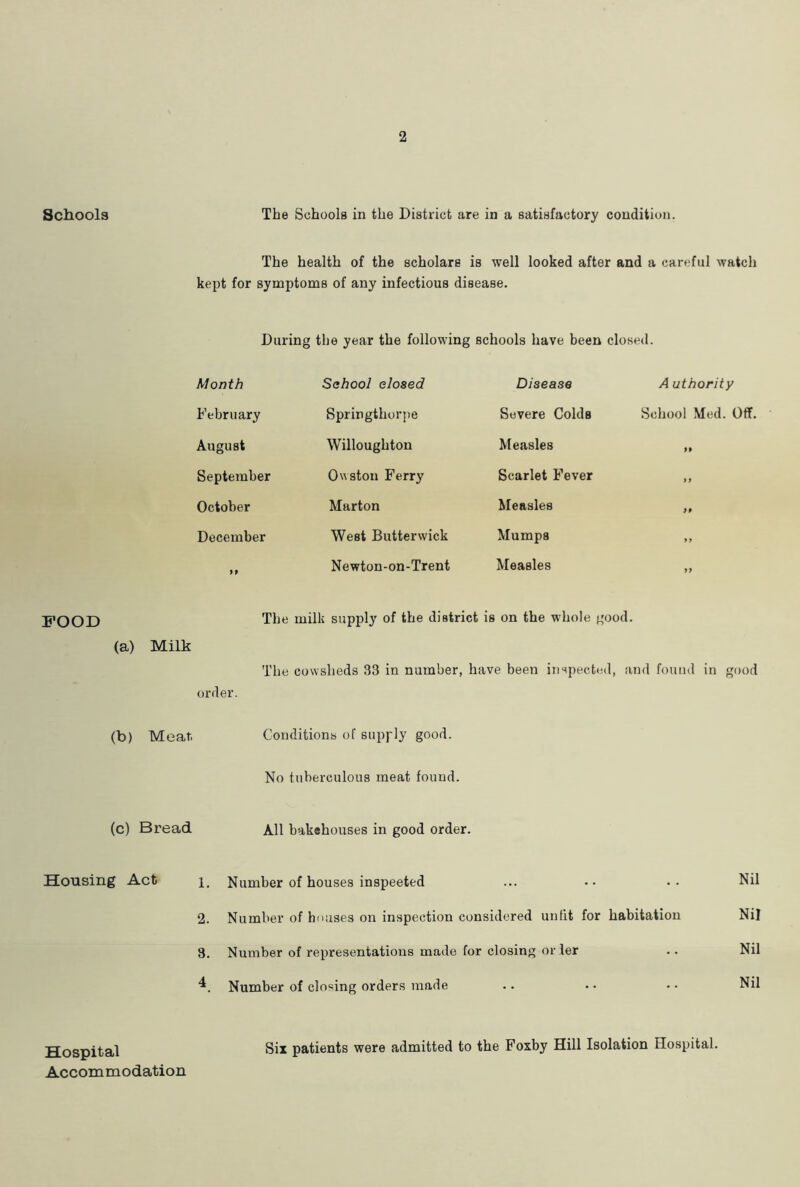 2
Schools The Schools in the District are in a satisfactory condition.
The health of the scholars is well looked after and a careful watch
kept for symptoms of any infectious disease.
During the year the following schools have been closed.
Month School closed Disease Authority
February Springthorpe Severe Colds School Med. Off.
August Willoughton Measles „
September Owston Ferry Scarlet Fever „
October Marton Measles „
December West Butterwick Mumps „
„ Newton-on-Trent Measles „
FOOD The milk supply of the district is on the whole good.
(a) Milk
The cowsheds 33 in number, have been inspected, and found in good
order.
(b) Meat Conditions of supply good.
No tuberculous meat found.
(c) Bread All bakehouses in good order.
Housing Act 1. Number of houses inspeeted ... .. .. Nil
2. Number of houses on inspection considered unfit for habitation Nil
3. Number of representations made for closing order .. Nil
4. Number of closing orders made .. .. .. Nil
Hospital Six patients were admitted to the Foxby Hill Isolation Hospital.
Accommodation